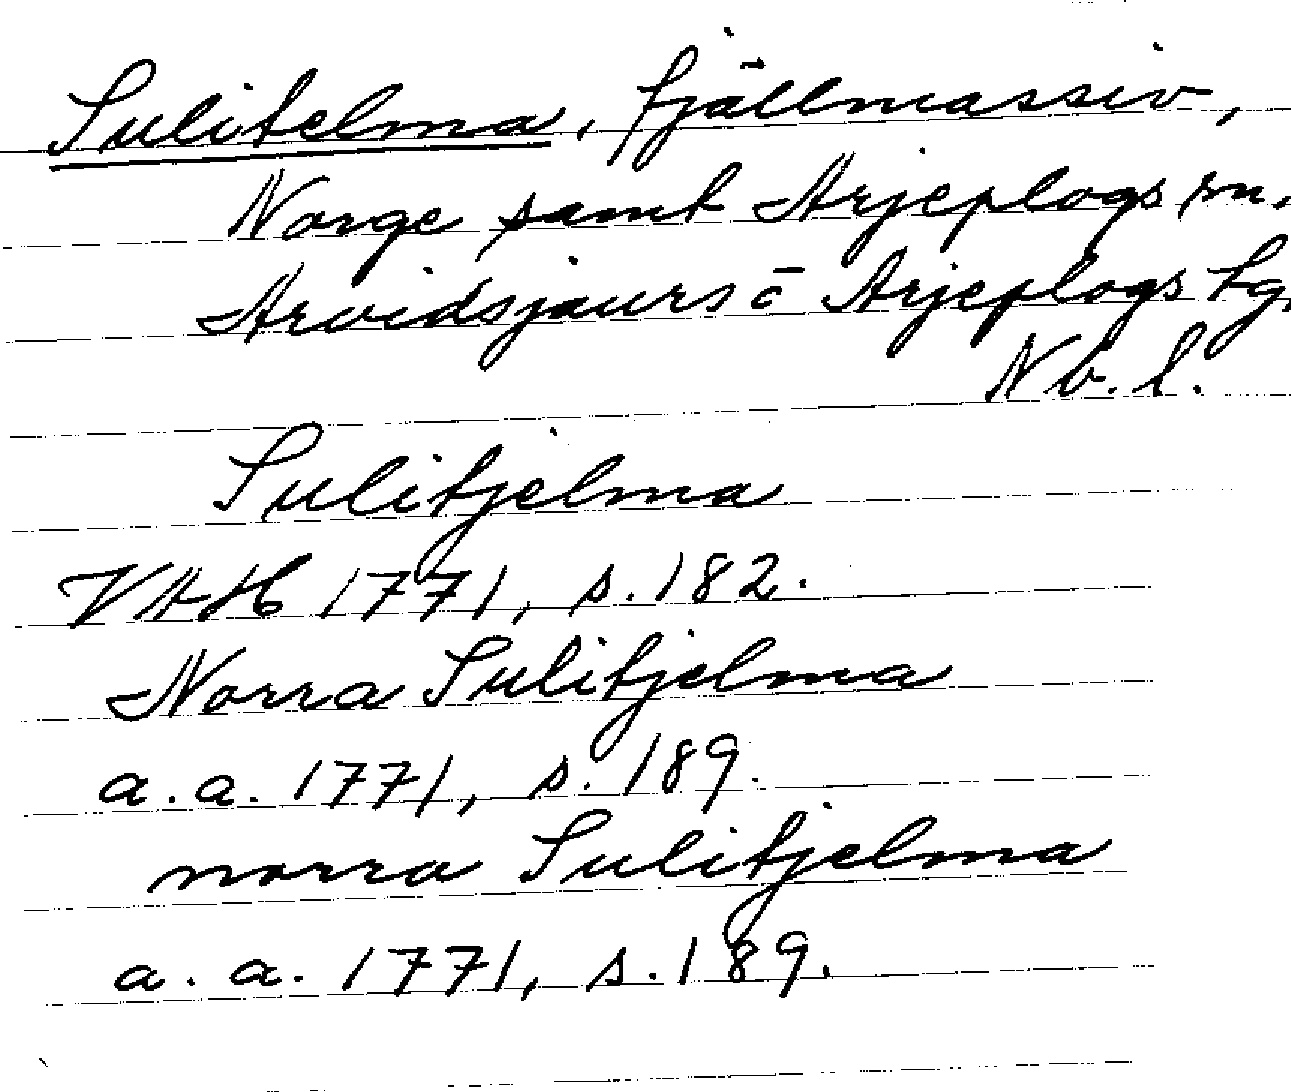 Sulitelma, fjällmassiv,
Norge samt Arjeplogs sn.
Arvidsjaurs o Arjeplogs tg.
Nb. l.
Sulitjelma
VAH 1771, s. 182.
Norra Sulitjelma
a. a. 1771, s. 189.
norra Sulitjelma
a. a. 1771, s. 189.